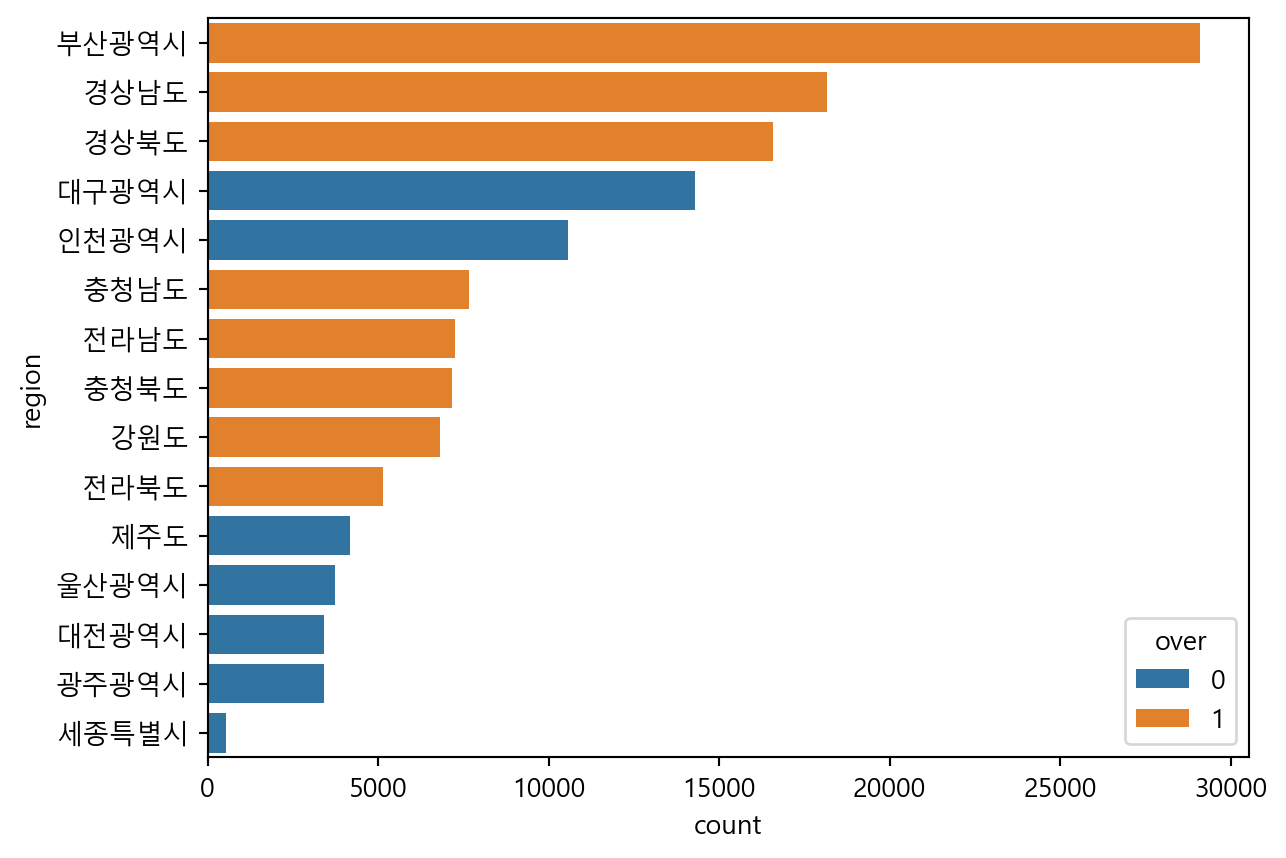 부산광역시
경상남도
경상북도
대구광역시
인천광역시
충청남도
전라남도
충청북도
강원도
전라북도
제주도
울산광역시
대전광역시
광주광역시
세종특별시
region
0 5000 10000 15000 20000 25000 30000
count
over
0
1